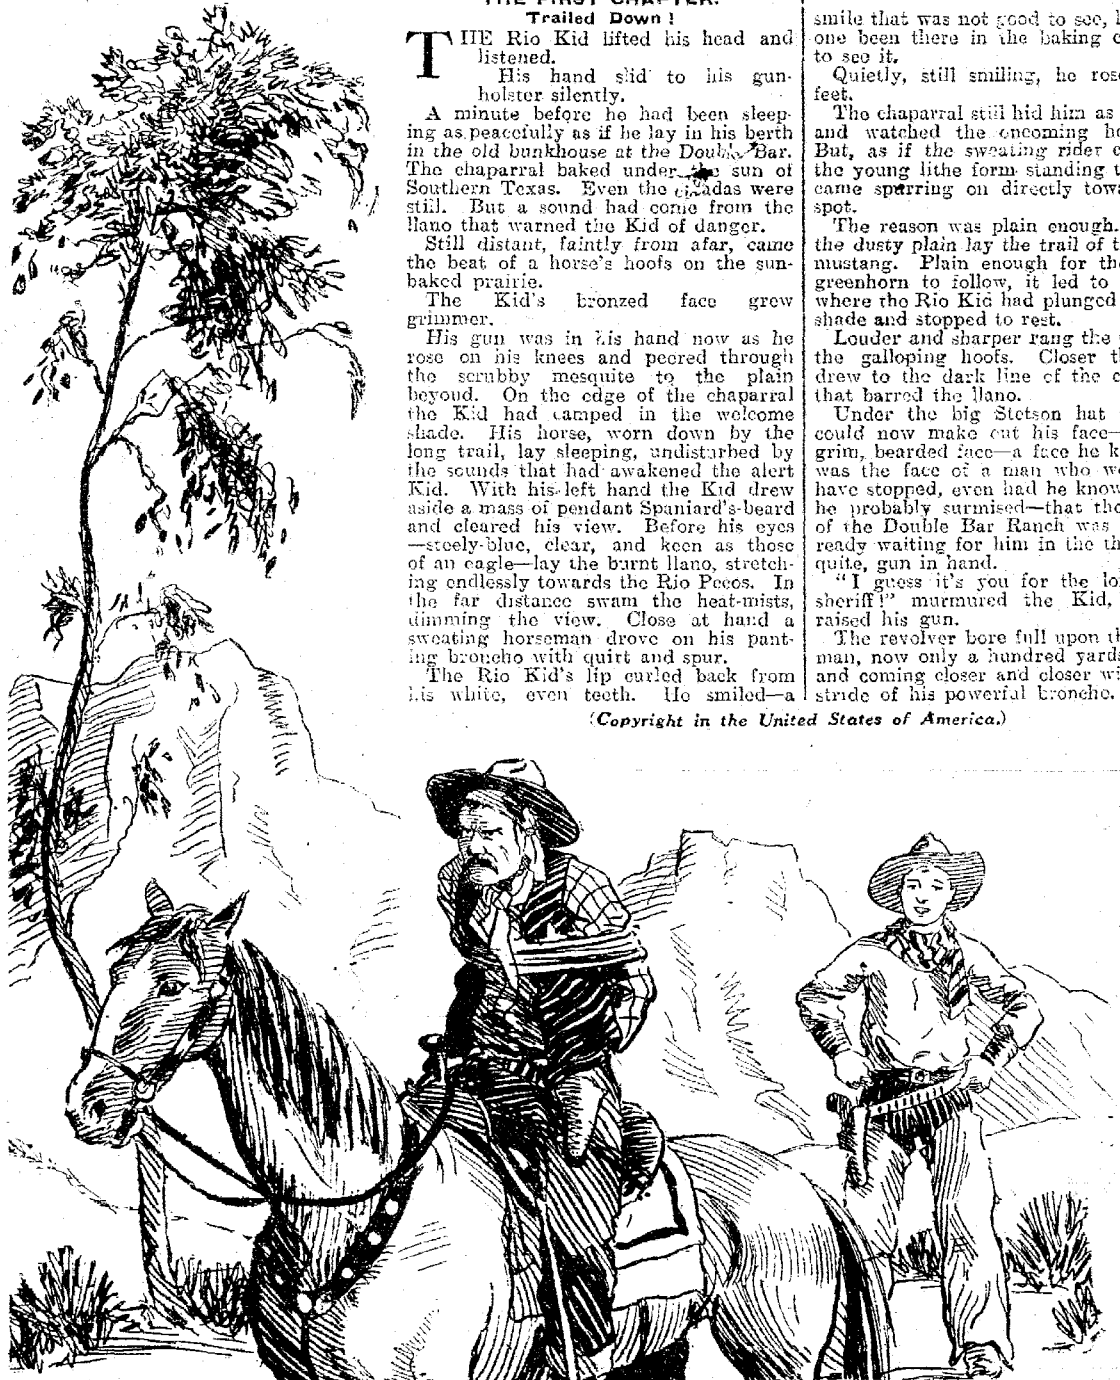 THE FIRST CHAPTER.
Trailed Down !
THE Rio Kid lifted his head and
listened.
His hand slid to his gun-
holster silently.
A minute before he had been sleep-
ing as peacefully as if he lay in his berth
in the old bunkhouse at the Double Bar.
The chaparral baked under the sun of
Southern Texas. Even the cicadas were
still. But a sound had come from the
llano that warned the Kid of danger.
Still distant, faintly from afar, came
the beat of a horse's hoofs on the sun-
baked prairie.
The Kid's bronzed face grew
grimmer.
His gun was in his hand now as he
rose on his knees and peered through
the scrubby mesquite to the plain
beyond. On the edge of the chaparral
the Kid had camped in the welcome
shade. His horse, worn down by the
long trail, lay sleeping, undisturbed by
the sounds that had awakened the alert
Kid. With his left hand the Kid drew
aside a mass of pendant Spaniard's-beard
and cleared his view. Before his eyes
—steely-blue, clear, and keen as those
of an eagle—lay the burnt llano, stretch-
ing endlessly towards the Rio Pecos. In
the far distance swam the heat-mists,
dimming the view. Close at hand a
sweating horseman drove on his pant-
ing broncho with quirt and spur.
The Rio Kid's lip curled back from
his white, even teeth. He smiled—a
smile that was not good to see,
one been there in the baking
to see it.
Quietly, still smiling, he rose
feet.
The chaparral still hid him as
and watched the oncoming
But, as if the sweating rider
the young lithe form standing
came spurring on directly
spot.
The reason was plain enough.
the dusty plain lay the trail of
mustang. Plain enough for
greenhorn to follow, it led to
where the Rio Kid had plunged
shade and stopped to rest.
Louder and sharper rang the
the galloping hoofs. Closer
drew to the dark line of the
that barred the llano.
Under the big Stetson hat
could now make out his face—
grim, bearded face—a face he
was the face of a man who
have stopped, even had he
he probably surmised—that
of the Double Bar Ranch was
ready waiting for him in the
quite, gun in hand.
"I guess it's you for the
sheriff!" murmured the Kid,
raised his gun.
The revolver bore full upon
man, now only a hundred
and coming closer and closer
stride of his powerful broncho.
(Copyright in the United States of America.)